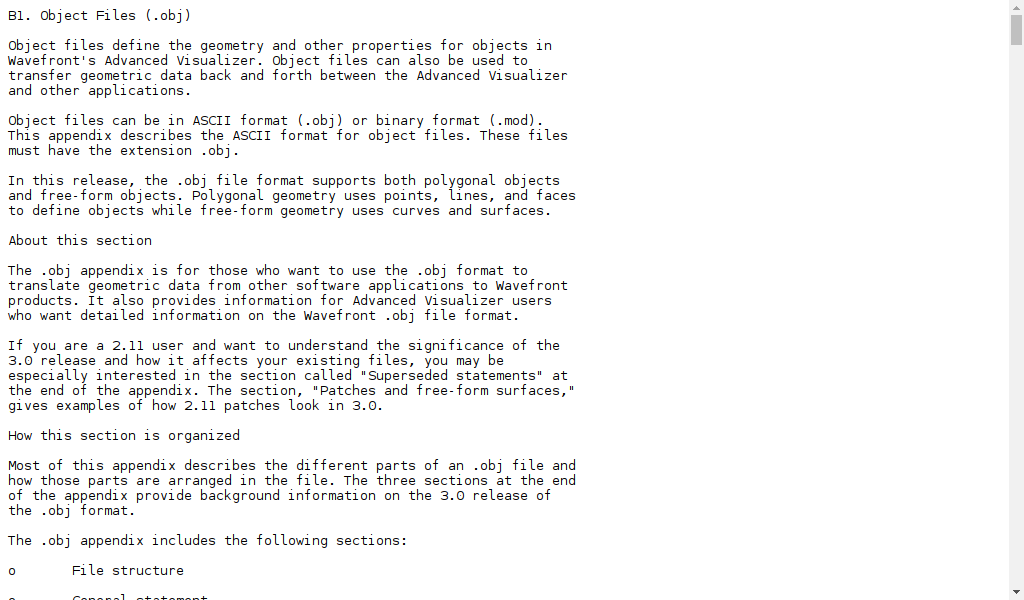 B1. Object Files (.obj)
Object files define the geometry and other properties for objects in
Wavefront's Advanced Visualizer. Object files can also be used to
transfer geometric data back and forth between the Advanced Visualizer
and other applications.
Object files can be in ASCII format (.obj) or binary format (.mod).
This appendix describes the ASCII format for object files. These files
must have the extension .obj.
In this release, the .obj file format supports both polygonal objects
and free-form objects. Polygonal geometry uses points, lines, and faces
to define objects while free-form geometry uses curves and surfaces.
About this section
The .obj appendix is for those who want to use the .obj format to
translate geometric data from other software applications to Wavefront
products. It also provides information for Advanced Visualizer users
who want detailed information on the Wavefront .obj file format.
If you are a 2.11 user and want to understand the significance of the
3.0 release and how it affects your existing files, you may be
especially interested in the section called "Superseded statements" at
the end of the appendix. The section, "Patches and free-form surfaces,"
gives examples of how 2.11 patches look in 3.0.
How this section is organized
Most of this appendix describes the different parts of an .obj file and
how those parts are arranged in the file. The three sections at the end
of the appendix provide background information on the 3.0 release of
the .obj format.
The .obj appendix includes the following sections:
o File structure
o General statement